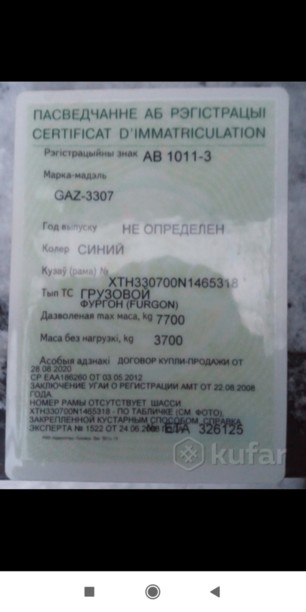 ПАСВЕДЧАННЕ АБ РЭГІСТРАЦЫІ
CERTIFICAT D'IMMATRICULATION
Рэгістрацыйны знак АВ 1011-3
Марка-мадэль
GAZ-3307
Год выпуску НЕ ОПРЕДЕЛЕН
Колер СИНИЙ
Кузаў (рама) №
XTH330700N1465318
Тып ТС ГРУЗОВОЙ
ФУРГОН (FURGON)
Дазволеная max маса, kg 7700
Маса без нагрузкі, kg 3700
Асобыя адзнакі ДОГОВОР КУПЛИ-ПРОДАЖИ ОТ
28.08.2020
СР ЕАА186260 ОТ 03.05.2012
ЗАКЛЮЧЕНИЕ УГАИ О РЕГИСТРАЦИИ АМТ ОТ 22.08.2008
ГОДА
НОМЕР РАМЫ ОТСУТСТВУЕТ ШАССИ
XTH330700N1465318 - ПО ТАБЛИЧКЕ (СМ. ФОТО),
ЗАКРЕПЛЕННОЙ КУСТАРНЫМ СПОСОБОМ, СПРАВКА
ЭКСПЕРТА № 1522 ОТ 24.06 № ЕТА 326125
kufar